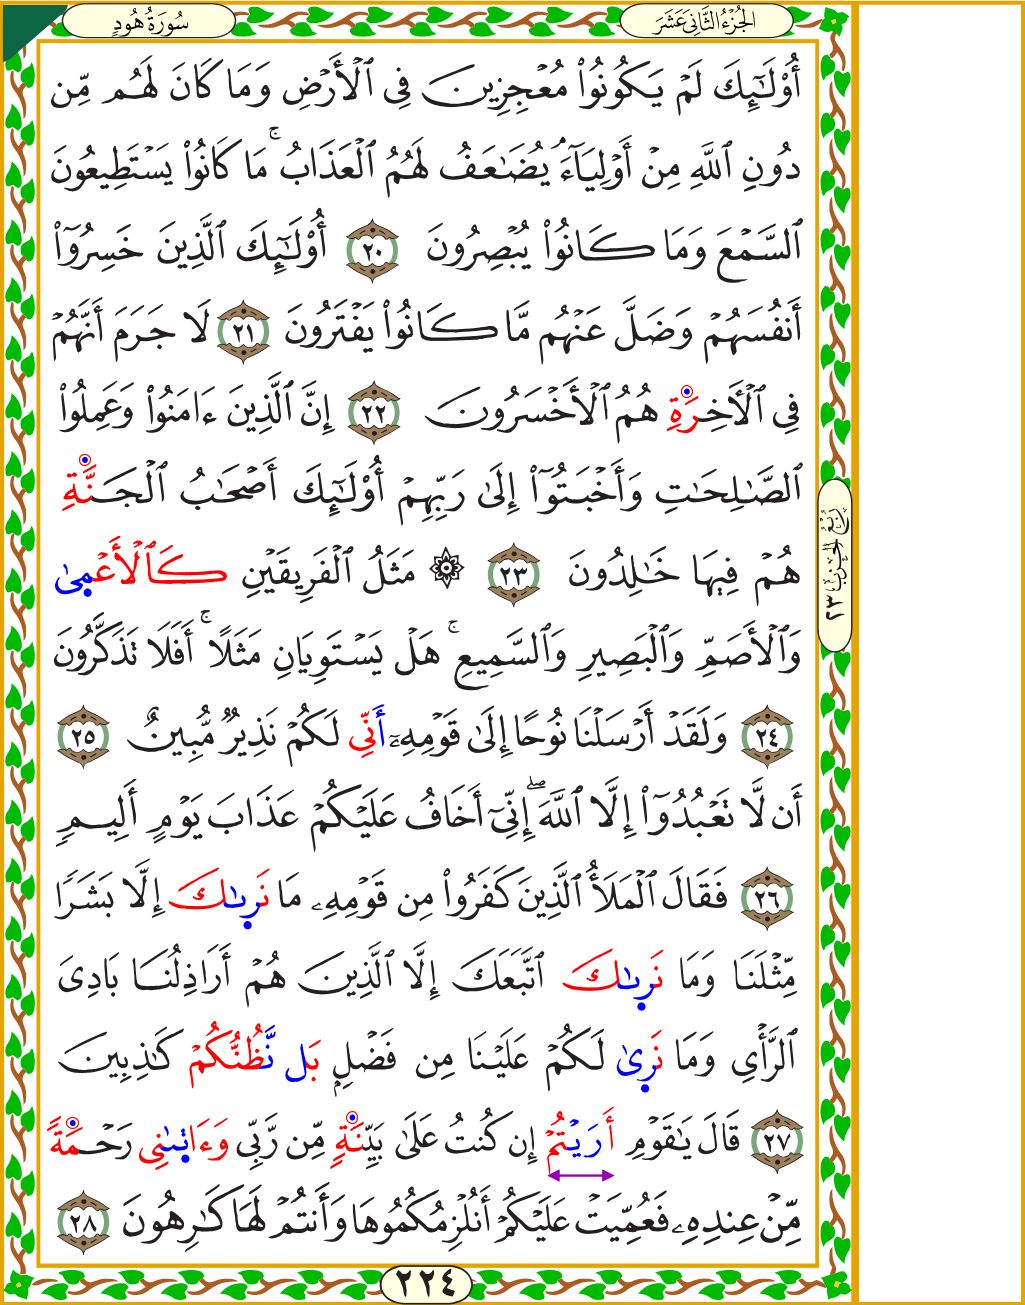 الجُزْءُ الثَّانِيَ عَشَرَ
سُورَةُ هُودٍ
أُوْلَٰٓئِكَ لَمْ يَكُونُواْ مُعْجِزِينَ فِي ٱلْأَرْضِ وَمَا كَانَ لَهُم مِّن
دُونِ ٱللَّهِ مِنْ أَوْلِيَآءَۘ يُضَٰعَفُ لَهُمُ ٱلْعَذَابُۚ مَا كَانُواْ يَسْتَطِيعُونَ
ٱلسَّمْعَ وَمَا كَانُواْ يُبْصِرُونَ ٢٠ أُوْلَٰٓئِكَ ٱلَّذِينَ خَسِرُوٓاْ
أَنفُسَهُمْ وَضَلَّ عَنْهُم مَّا كَانُواْ يَفْتَرُونَ ٢١ لَا جَرَمَ أَنَّهُمْ
فِي ٱلْأَخِرَةِ هُمُ ٱلْأَخْسَرُونَ ٢٢ إِنَّ ٱلَّذِينَ ءَامَنُواْ وَعَمِلُواْ
ٱلصَّٰلِحَٰتِ وَأَخْبَتُوٓاْ إِلَىٰ رَبِّهِمْ أُوْلَٰٓئِكَ أَصْحَٰبُ ٱلْجَنَّةِ
هُمْ فِيهَا خَٰلِدُونَ ٢٣ ۞ مَثَلُ ٱلْفَرِيقَيْنِ كَٱلْأَعْمِىٰ
وَٱلْأَصَمِّ وَٱلْبَصِيرِ وَٱلسَّمِيعِۚ هَلْ يَسْتَوِيَانِ مَثَلًاۚ أَفَلَا تَذَكَّرُونَ
٢٤ وَلَقَدْ أَرْسَلْنَا نُوحًا إِلَىٰ قَوْمِهِۦٓ أَنِّي لَكُمْ نَذِيرٌ مُّبِينٌ ٢٥
أَن لَّا تَعْبُدُوٓاْ إِلَّا ٱللَّهَۖ إِنِّيٓ أَخَافُ عَلَيْكُمْ عَذَابَ يَوْمٍ أَلِيمٍ
٢٦ فَقَالَ ٱلْمَلَأُ ٱلَّذِينَ كَفَرُواْ مِن قَوْمِهِۦ مَا نَرِىٰكَ إِلَّا بَشَرًا
مِّثْلَنَا وَمَا نَرِىٰكَ ٱتَّبَعَكَ إِلَّا ٱلَّذِينَ هُمْ أَرَاذِلُنَا بَادِيَ
ٱلرَّأْيِ وَمَا نَرِىٰ لَكُمْ عَلَيْنَا مِن فَضْلٍۭ بَل نَّظُنُّكُمْ كَٰذِبِينَ
٢٧ قَالَ يَٰقَوْمِ أَرَيْتُمْ إِن كُنتُ عَلَىٰ بَيِّنَةٍ مِّن رَّبِّي وَءَاتِىٰنِي رَحْمَةً
مِّنْ عِندِهِۦ فَعُمِّيَتْ عَلَيْكُمْ أَنُلْزِمُكُمُوهَا وَأَنتُمْ لَهَا كَٰرِهُونَ ٢٨
رُبْعُ الحِزْبِ ٢٣
٢٢٤